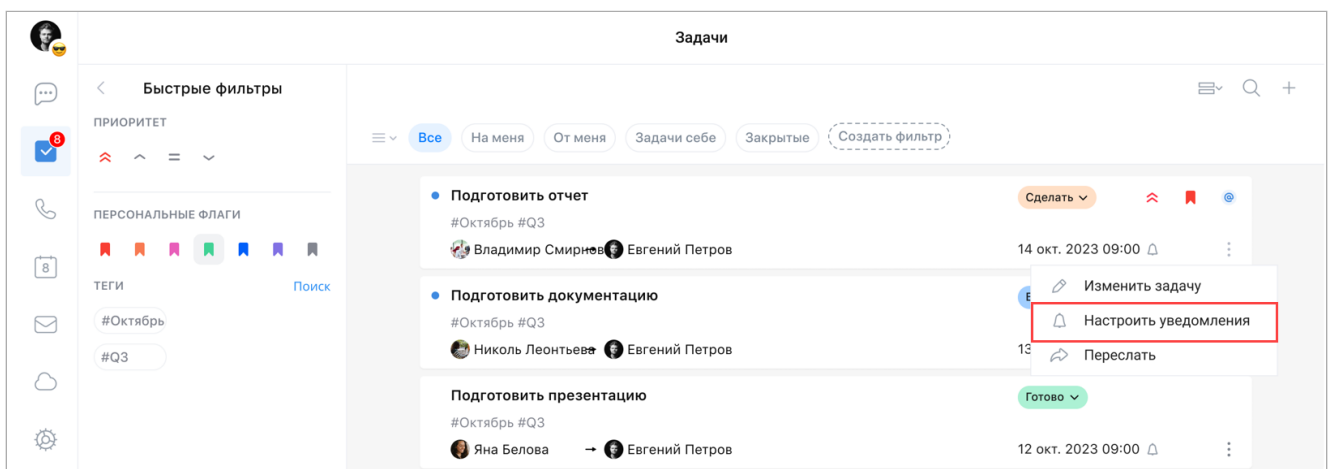 Задачи
Быстрые фильтры
ПРИОРИТЕТ
8
Все На меня От меня Задачи себе Закрытые Создать фильтр
ПЕРСОНАЛЬНЫЕ ФЛАГИ
Подготовить отчет Сделать
#Октябрь #Q3
Владимир Смирнов Евгений Петров 14 окт. 2023 09:00
8
ТЕГИ Поиск
Изменить задачу
Подготовить документацию
#Октябрь
#Октябрь #Q3
Настроить уведомления
Николь Леонтьева Евгений Петров 13
Переслать
#Q3
Подготовить презентацию Готово
#Октябрь #Q3
Яна Белова → Евгений Петров 12 окт. 2023 09:00